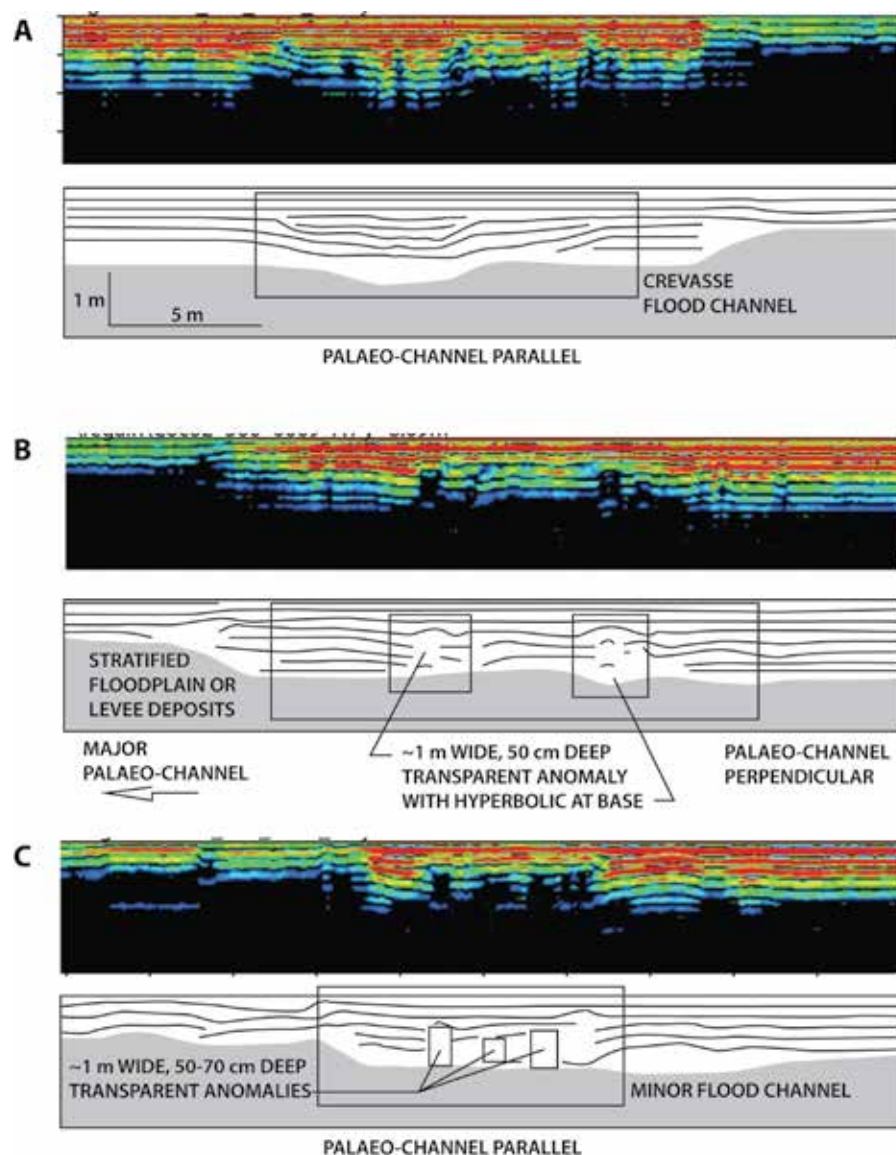 A
1 m
5 m
CREVASSE
FLOOD CHANNEL
PALAEO-CHANNEL PARALLEL
B
STRATIFIED
FLOODPLAIN OR
LEVEE DEPOSITS
MAJOR
PALAEO-CHANNEL
~1 m WIDE, 50 cm DEEP
TRANSPARENT ANOMALY
WITH HYPERBOLIC AT BASE
PALAEO-CHANNEL
PERPENDICULAR
C
~1 m WIDE, 50-70 cm DEEP
TRANSPARENT ANOMALIES
MINOR FLOOD CHANNEL
PALAEO-CHANNEL PARALLEL